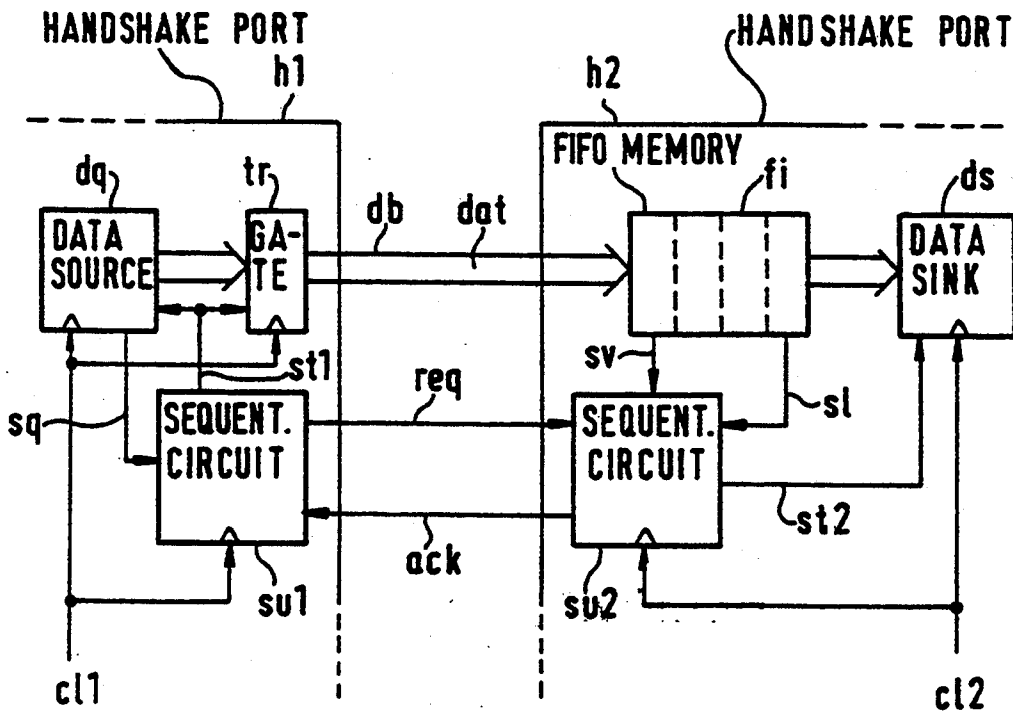 HANDSHAKE PORT
h1
HANDSHAKE PORT
h2
FIFO MEMORY
dq
tr
db
dat
fi
ds
DATA
SOURCE
GA-
TE
DATA
SINK
sq
st1
req
sv
sl
SEQUENT.
CIRCUIT
SEQUENT.
CIRCUIT
st2
ack
su1
su2
cl1
cl2